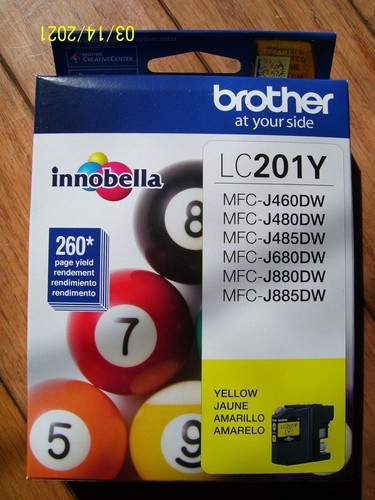 03/14/2021
CREATIVECENTER
brother
at your side
innobella
LC201Y
MFC-J460DW
MFC-J480DW
MFC-J485DW
MFC-J680DW
MFC-J880DW
MFC-J885DW
260*
page yield
rendement
rendimiento
rendimento
8
7
5
9
YELLOW
JAUNE
AMARILLO
AMARELO
LC201Y
Y